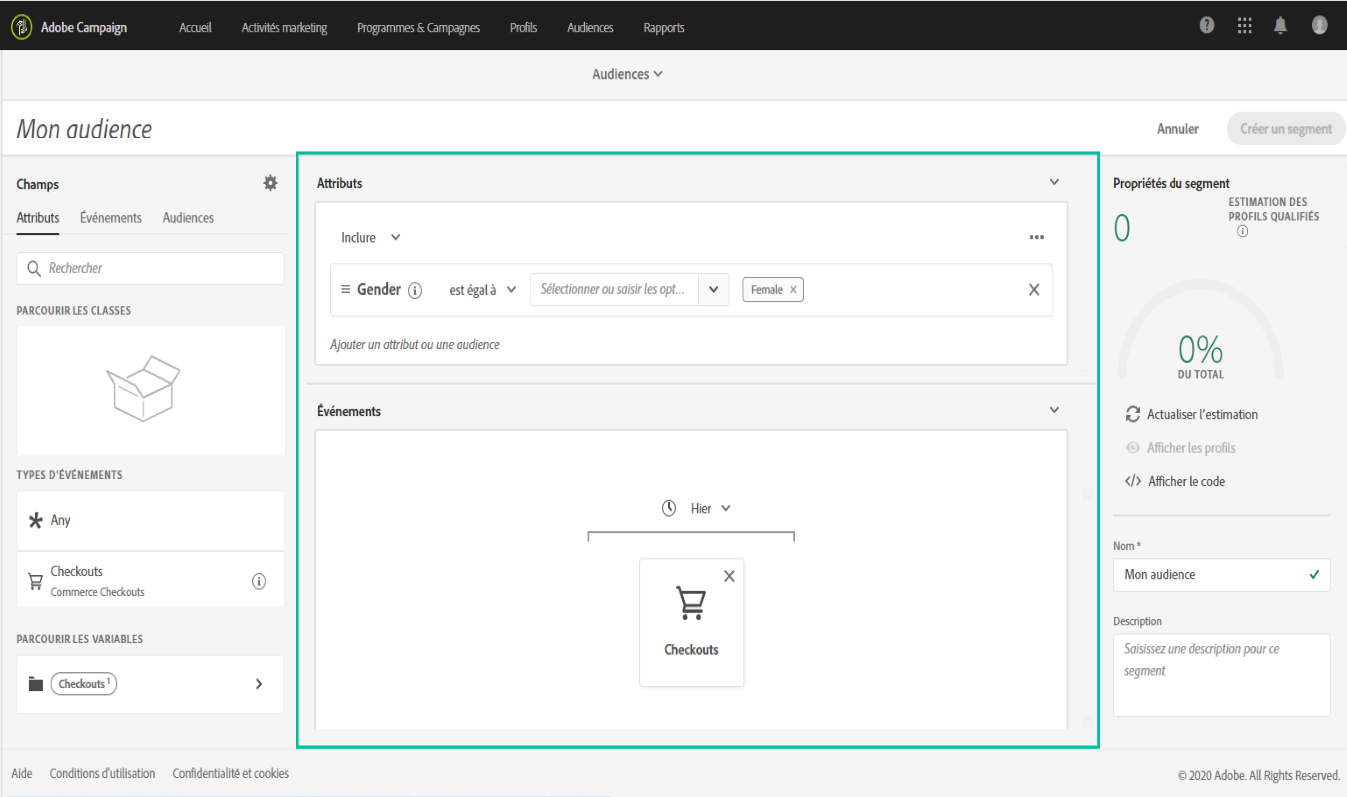 Adobe Campaign Accueil Activités marketing Programmes & Campagnes Profils Audiences Rapports
Audiences
Mon audience
Annuler Créer un segment
Champs
Attributs Événements Audiences
Rechercher
PARCOURIR LES CLASSES
TYPES D'ÉVÉNEMENTS
Any
Checkouts
Commerce Checkouts
PARCOURIR LES VARIABLES
Checkouts 1
Attributs
Inclure
Gender est égal à Sélectionner ou saisir les opt... Female
Ajouter un attribut ou une audience
Événements
Hier
Checkouts
Propriétés du segment
0
ESTIMATION DES
PROFILS QUALIFIÉS
0%
DU TOTAL
Actualiser l'estimation
Afficher les profils
Afficher le code
Nom *
Mon audience
Description
Saisissez une description pour ce
segment
Aide Conditions d'utilisation Confidentialité et cookies
© 2020 Adobe. All Rights Reserved.